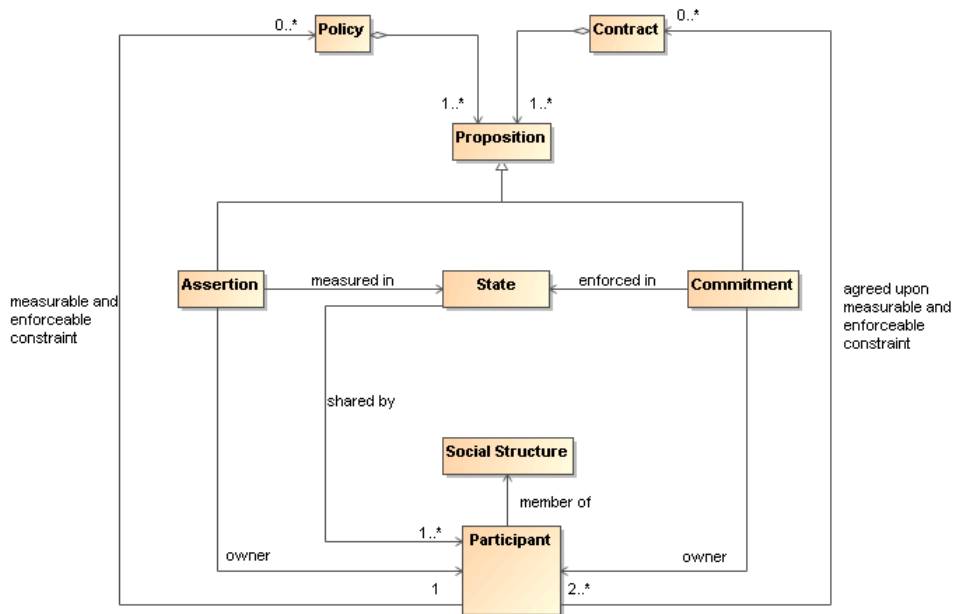 0..*
Policy
0..*
Contract
1..*
1..*
Proposition
Assertion
measured in
State
enforced in
Commitment
measurable and
enforceable
constraint
agreed upon
measurable and
enforceable
constraint
shared by
Social Structure
member of
1..*
Participant
owner
owner
1
2..*